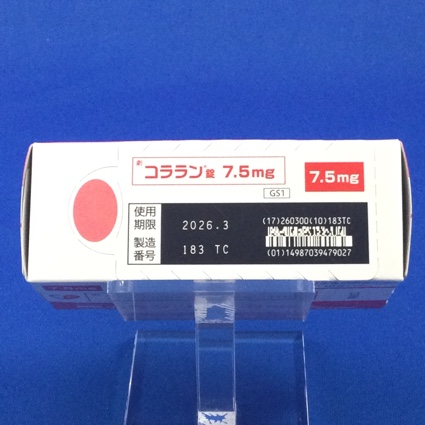 劇 コララン®錠 7.5mg
7.5mg
GS1
使用
期限
2026.3
製造
番号
183 TC
(17)260300(10)183TC
(01)14987039479027